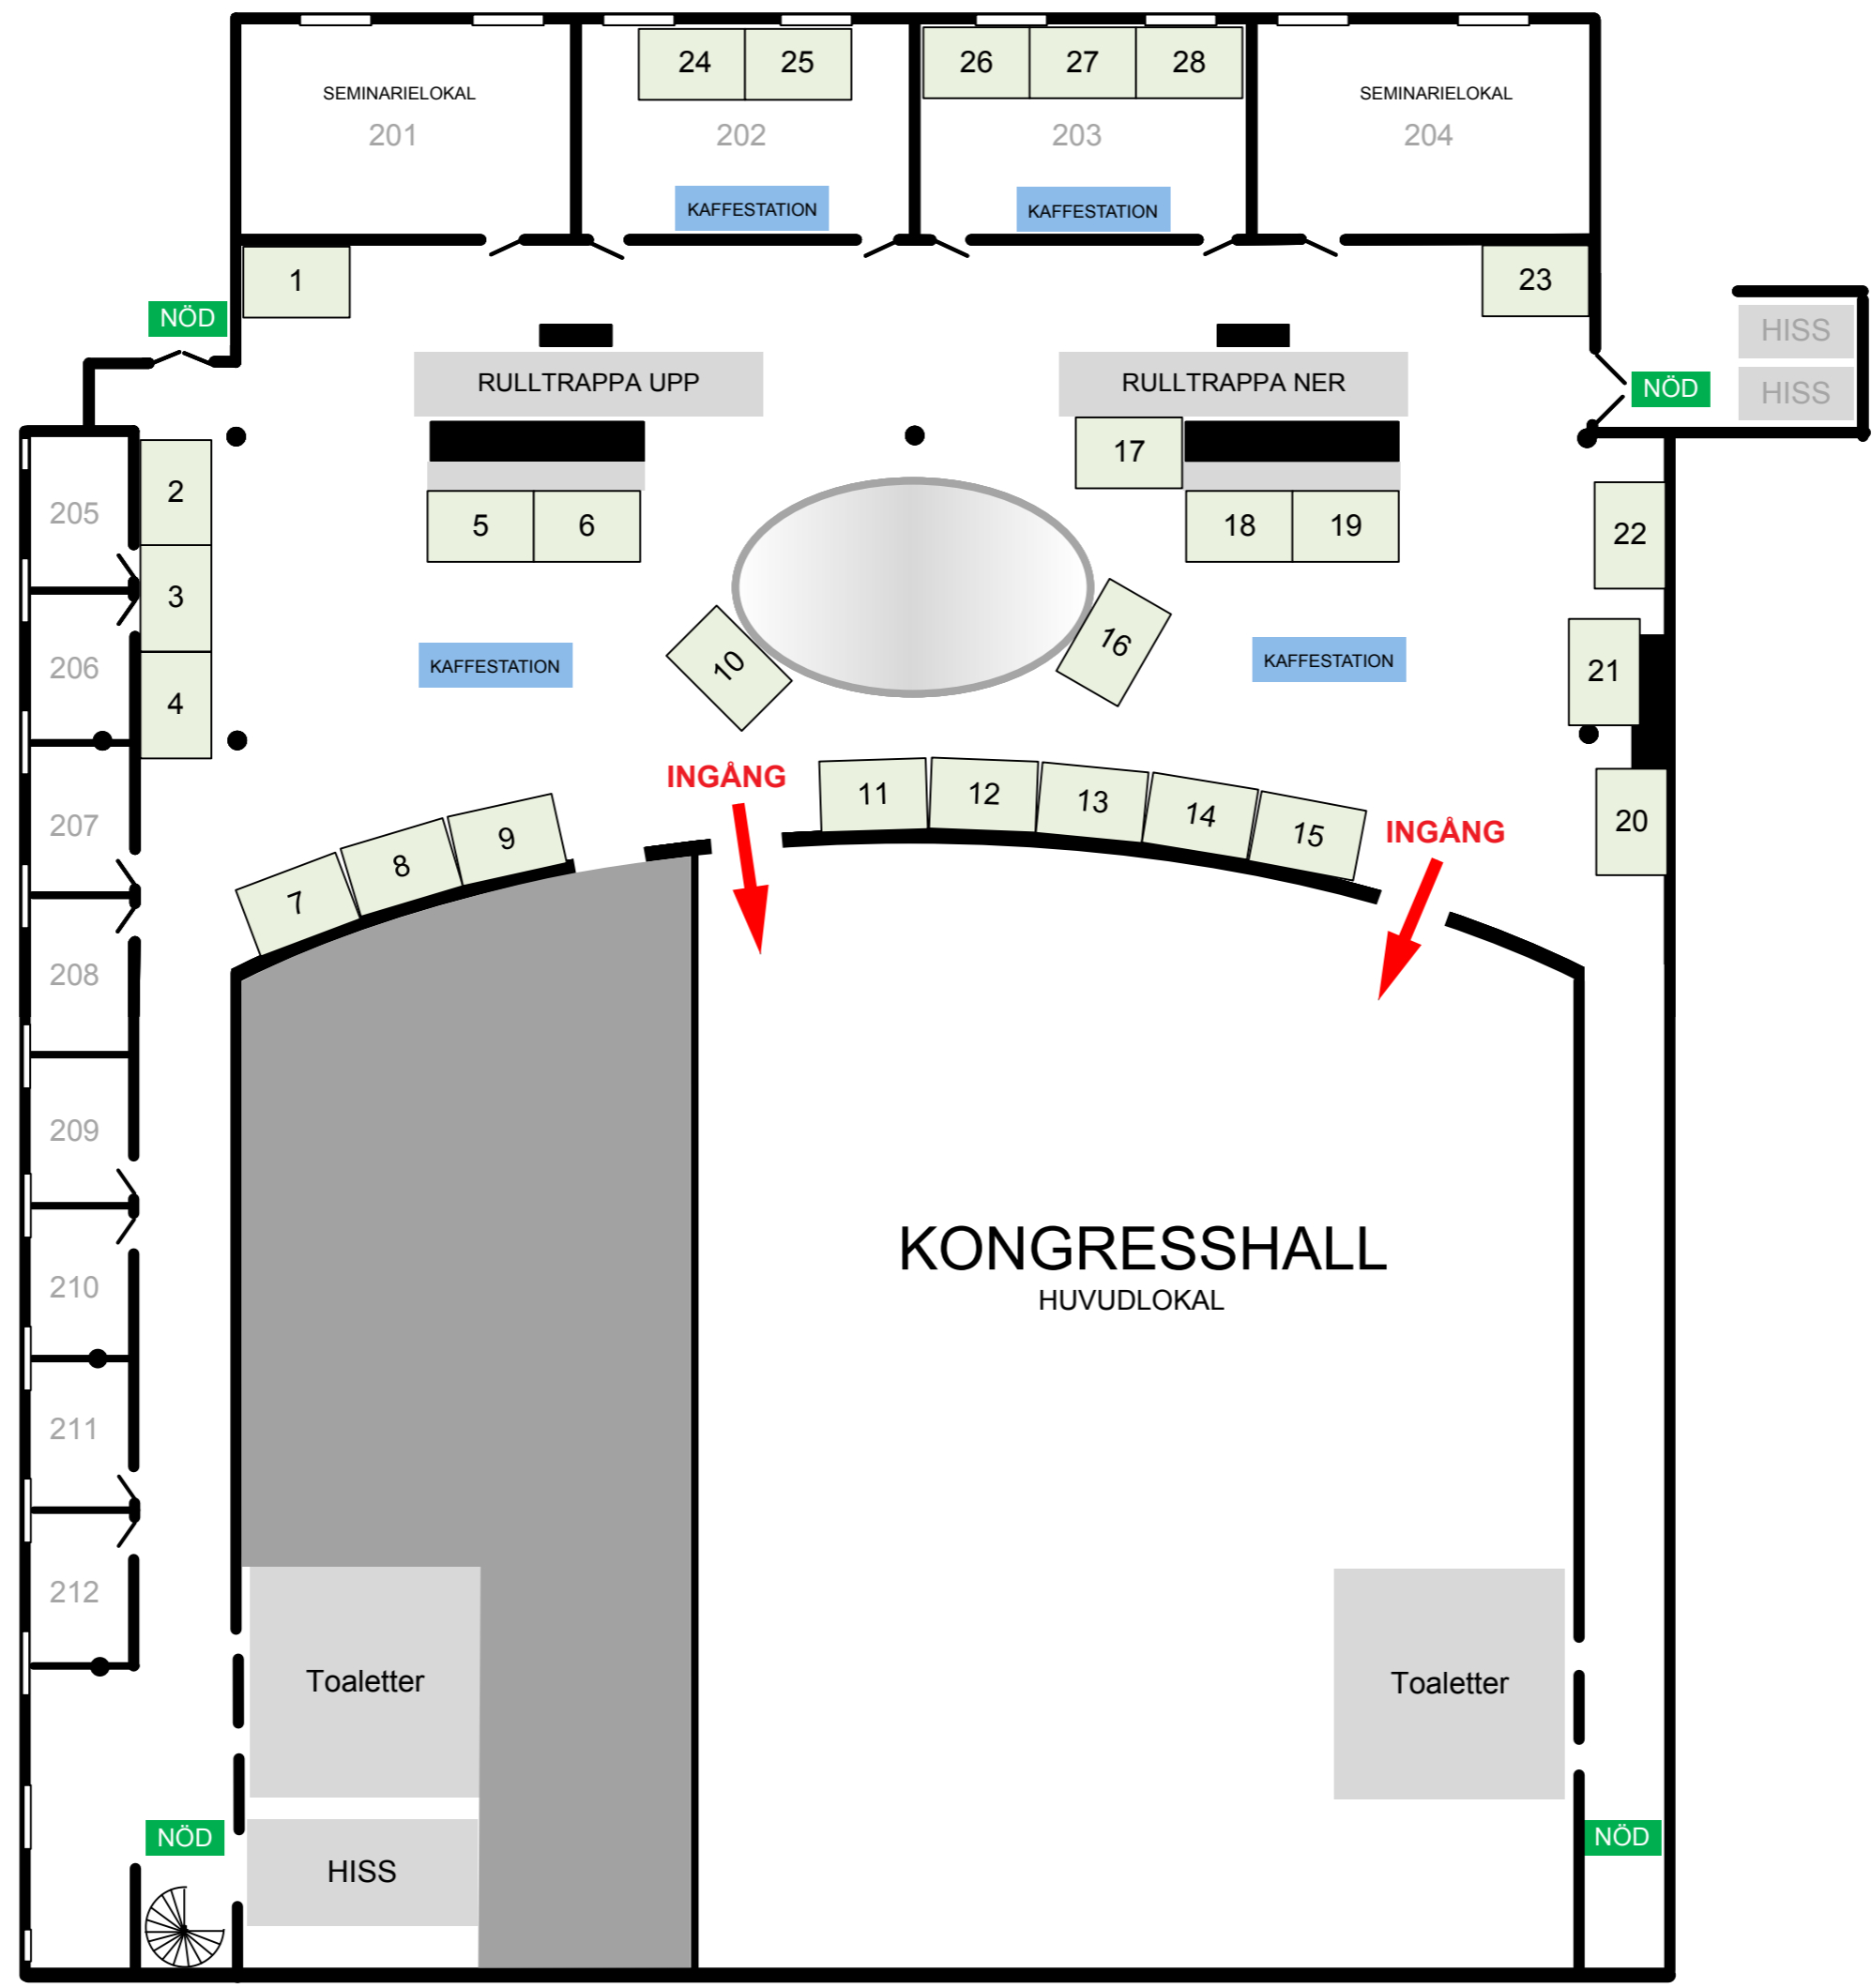 24 25 26 27 28
SEMINARIELOKAL
201
202
203
SEMINARIELOKAL
204
KAFFESTATION
KAFFESTATION
1
23
NÖD
HISS
HISS
NÖD
RULLTRAPPA UPP
RULLTRAPPA NER
17
2
3
4
205
206
207
208
209
210
211
212
5 6
18 19
22
21
20
10
16
KAFFESTATION
KAFFESTATION
INGÅNG
INGÅNG
7 8 9
11 12 13 14 15
KONGRESSHALL
HUVUDLOKAL
Toaletter
Toaletter
NÖD
HISS
NÖD